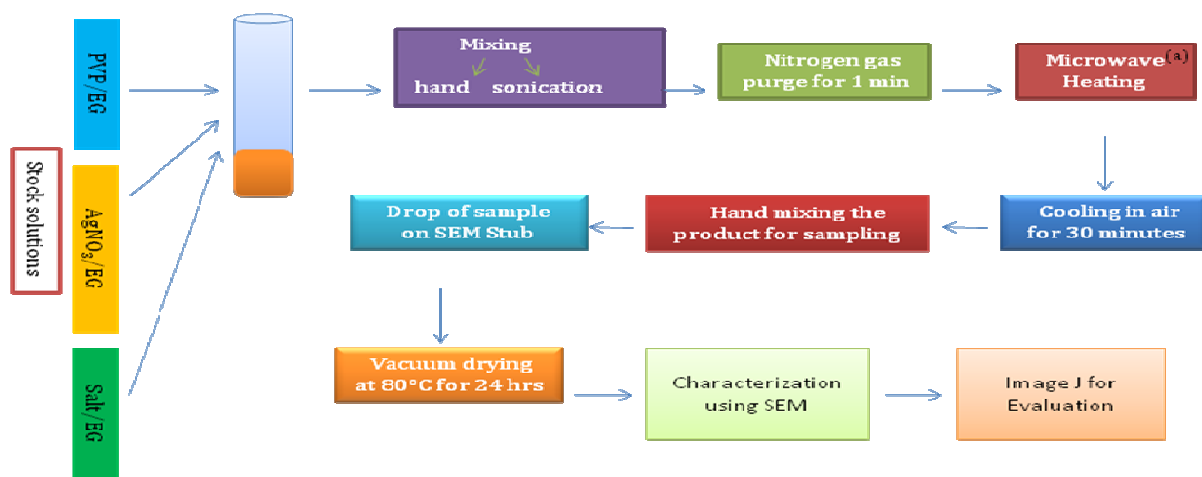 Stock solutions
PVP/EG
AgNO₃/EG
Salt/EG
Mixing
hand sonication
Nitrogen gas
purge for 1 min
Microwave(a)
Heating
Cooling in air
for 30 minutes
Hand mixing the
product for sampling
Drop of sample
on SEM Stub
Vacuum drying
at 80°C for 24 hrs
Characterization
using SEM
Image J for
Evaluation